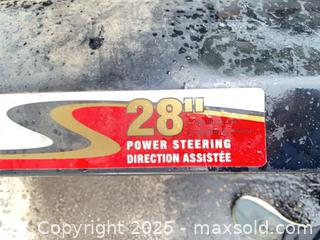 28"
POWER STEERING
DIRECTION ASSISTÉE
© Copyright 2025 - maxsold.com